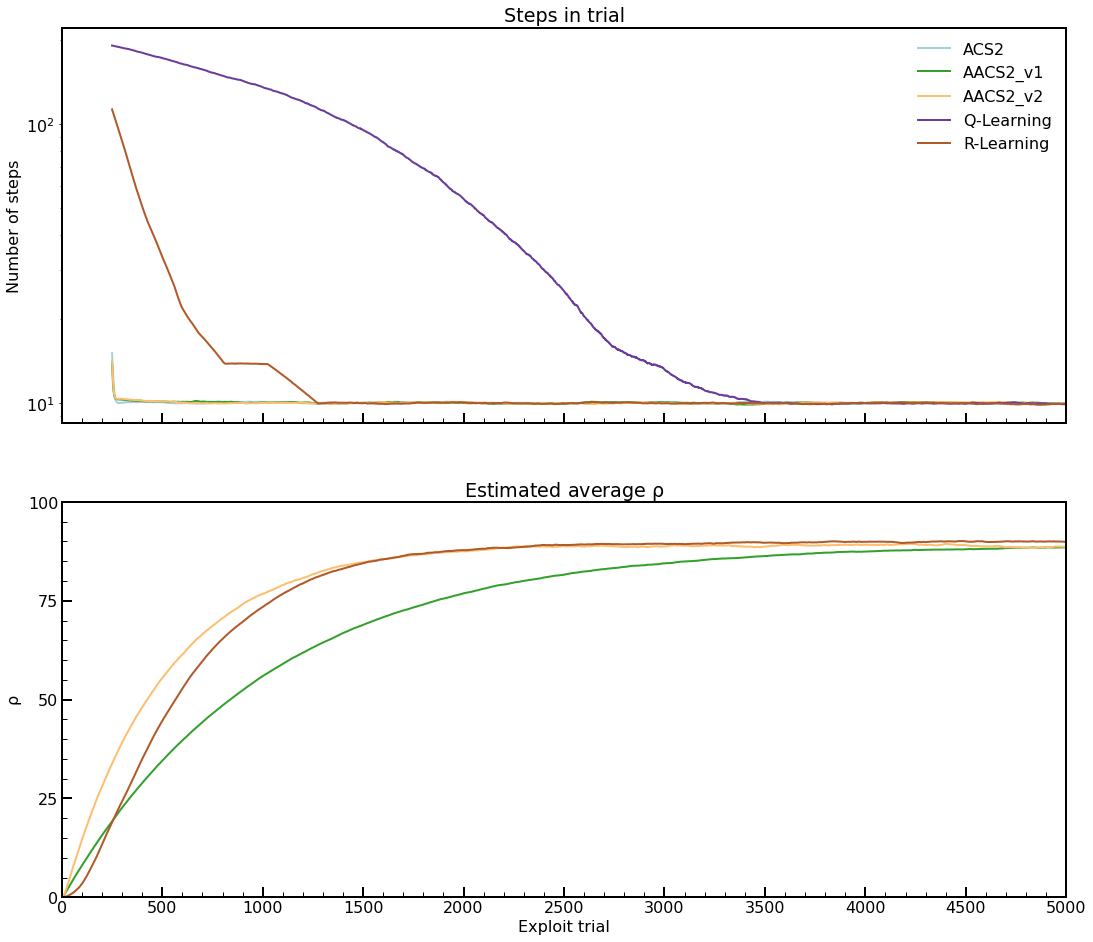 Steps in trial
Number of steps
10²
10¹
ACS2
AACS2_v1
AACS2_v2
Q-Learning
R-Learning
Estimated average ρ
ρ
100
75
50
25
0
0 500 1000 1500 2000 2500 3000 3500 4000 4500 5000
Exploit trial